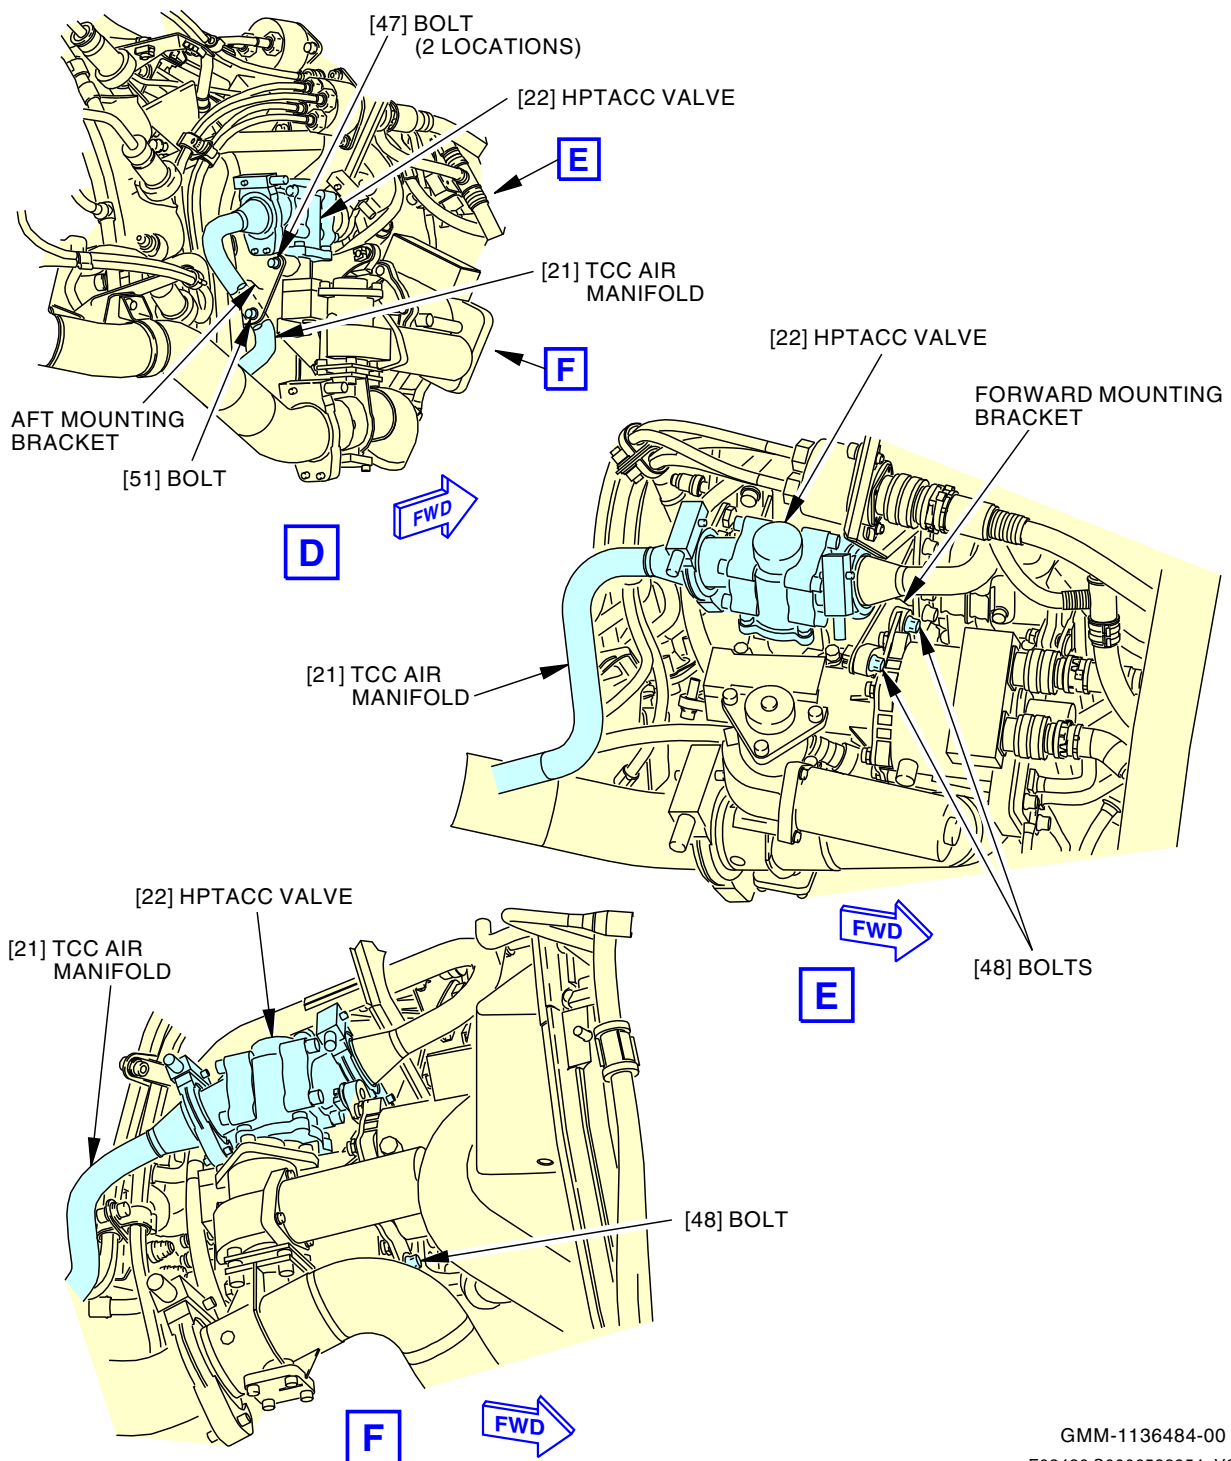 [47] BOLT
(2 LOCATIONS)
[22] HPTACC VALVE
E
[21] TCC AIR
MANIFOLD
F
AFT MOUNTING
BRACKET
[51] BOLT
FWD
D
[22] HPTACC VALVE
FORWARD MOUNTING
BRACKET
[21] TCC AIR
MANIFOLD
FWD
[48] BOLTS
E
[22] HPTACC VALVE
[21] TCC AIR
MANIFOLD
[48] BOLT
FWD
F
GMM-1136484-00